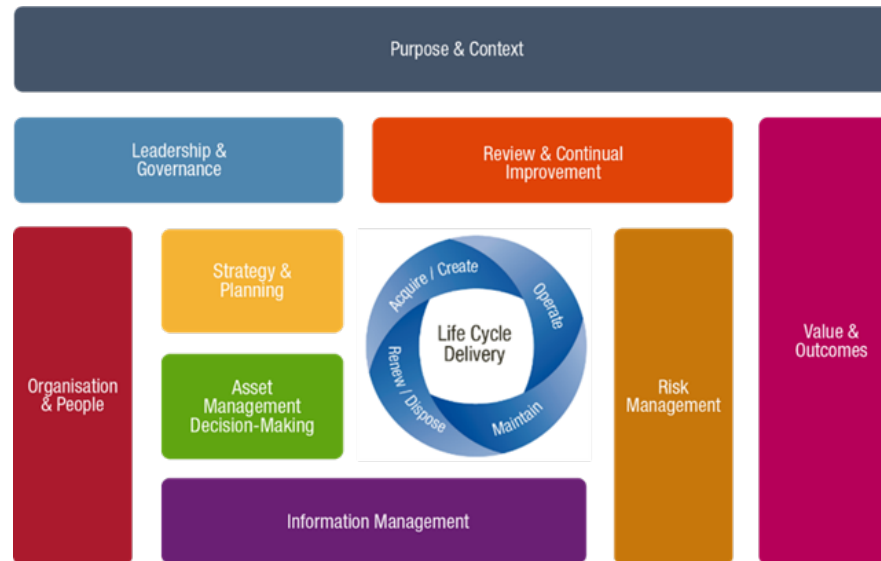 Purpose & Context
Leadership &
Governance
Review & Continual
Improvement
Strategy &
Planning
Acquire / Create
Operate
Life Cycle
Delivery
Renew / Dispose
Maintain
Value &
Outcomes
Organisation
& People
Asset
Management
Decision-Making
Risk
Management
Information Management